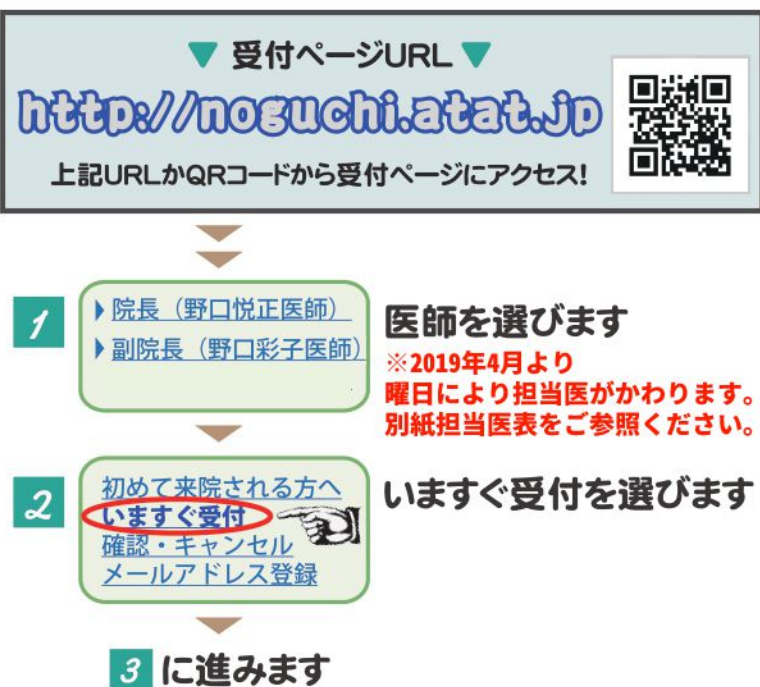 ▼ 受付ページURL ▼
http://noguchi.atat.jp
上記URLかQRコードから受付ページにアクセス!
1
院長（野口悦正医師）
副院長（野口彩子医師）
医師を選びます
※2019年4月より
曜日により担当医がかわります。
別紙担当医表をご参照ください。
2
初めて来院される方へ
いますぐ受付
確認・キャンセル
メールアドレス登録
いますぐ受付を選びます
3 に進みます